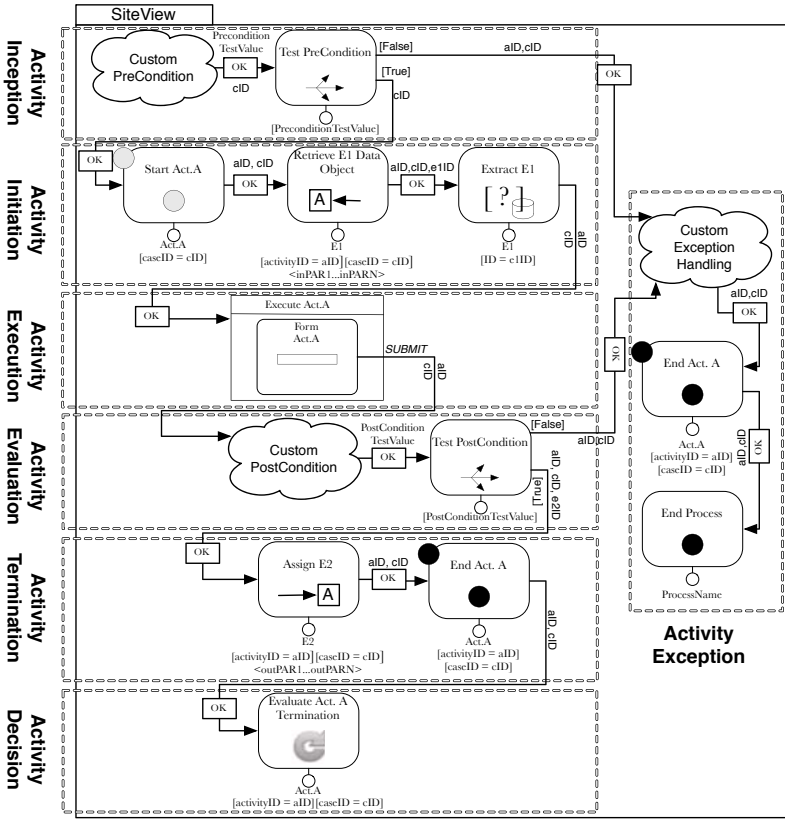 SiteView
Activity
Inception
Custom
PreCondition
Precondition
TestValue
OK
cID
Test PreCondition
[PreconditionTestValue]
[False]
aID,cID
OK
[True]
cID
Activity
Initiation
OK
Start Act.A
Act.A
[caseID = cID]
aID, cID
OK
Retrieve E1 Data
Object
A
E1
[activityID = aID][caseID = cID]
<inPAR1...inPARN>
aID,cID,e1ID
OK
Extract E1
[ ? ]
E1
[ID = e1ID]
aID
cID
Activity
Execution
OK
Execute Act.A
Form
Act.A
SUBMIT
aID
cID
Activity
Evaluation
Custom
PostCondition
PostCondition
TestValue
OK
Test PostCondition
[PostConditionTestValue]
[False]
aID,cID
OK
aID, cID, e2ID
[True]
Activity
Termination
OK
Assign E2
A
E2
[activityID = aID][caseID = cID]
<outPAR1...outPARN>
aID, cID
OK
End Act. A
Act.A
[activityID = aID]
[caseID = cID]
aID,
cID
Activity
Decision
OK
Evaluate Act. A
Termination
Act.A
[activityID = aID][caseID = cID]
Custom
Exception
Handling
aID,cID
OK
End Act. A
Act.A
[activityID = aID]
[caseID = cID]
aID,cID
OK
End Process
ProcessName
Activity
Exception